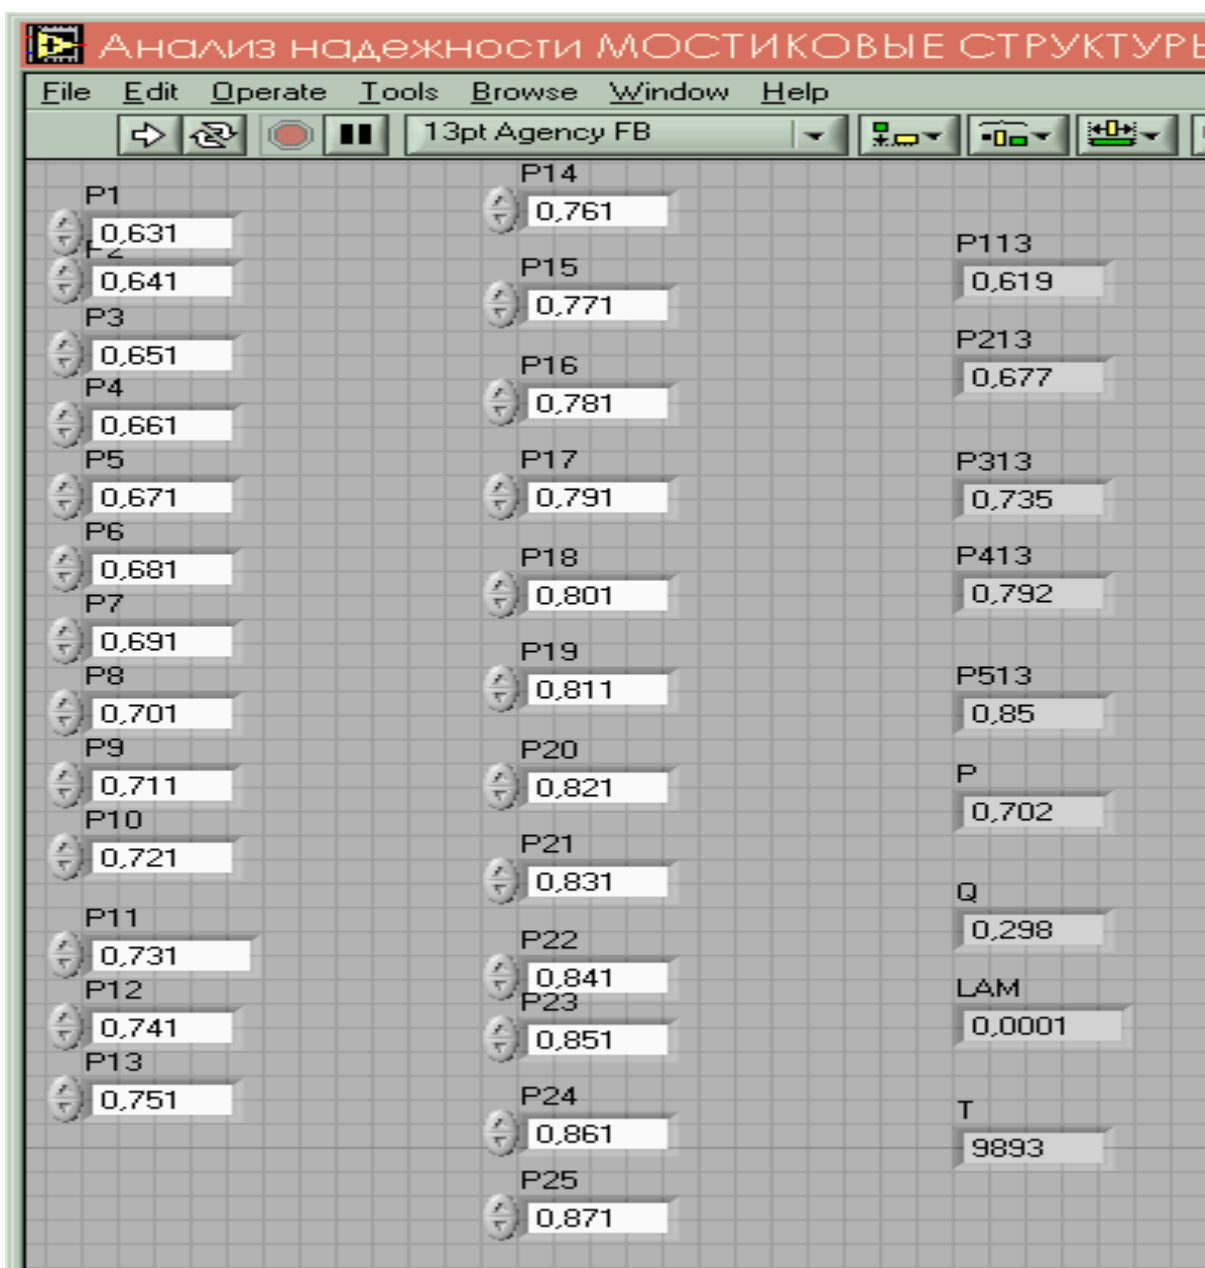 Анализ надежности МОСТИКОВЫЕ СТРУКТУРЫ
File Edit Operate Tools Browse Window Help
13pt Agency FB
P1
0,631
P2
0,641
P3
0,651
P4
0,661
P5
0,671
P6
0,681
P7
0,691
P8
0,701
P9
0,711
P10
0,721
P11
0,731
P12
0,741
P13
0,751
P14
0,761
P15
0,771
P16
0,781
P17
0,791
P18
0,801
P19
0,811
P20
0,821
P21
0,831
P22
0,841
P23
0,851
P24
0,861
P25
0,871
P113
0,619
P213
0,677
P313
0,735
P413
0,792
P513
0,85
P
0,702
Q
0,298
LAM
0,0001
T
9893